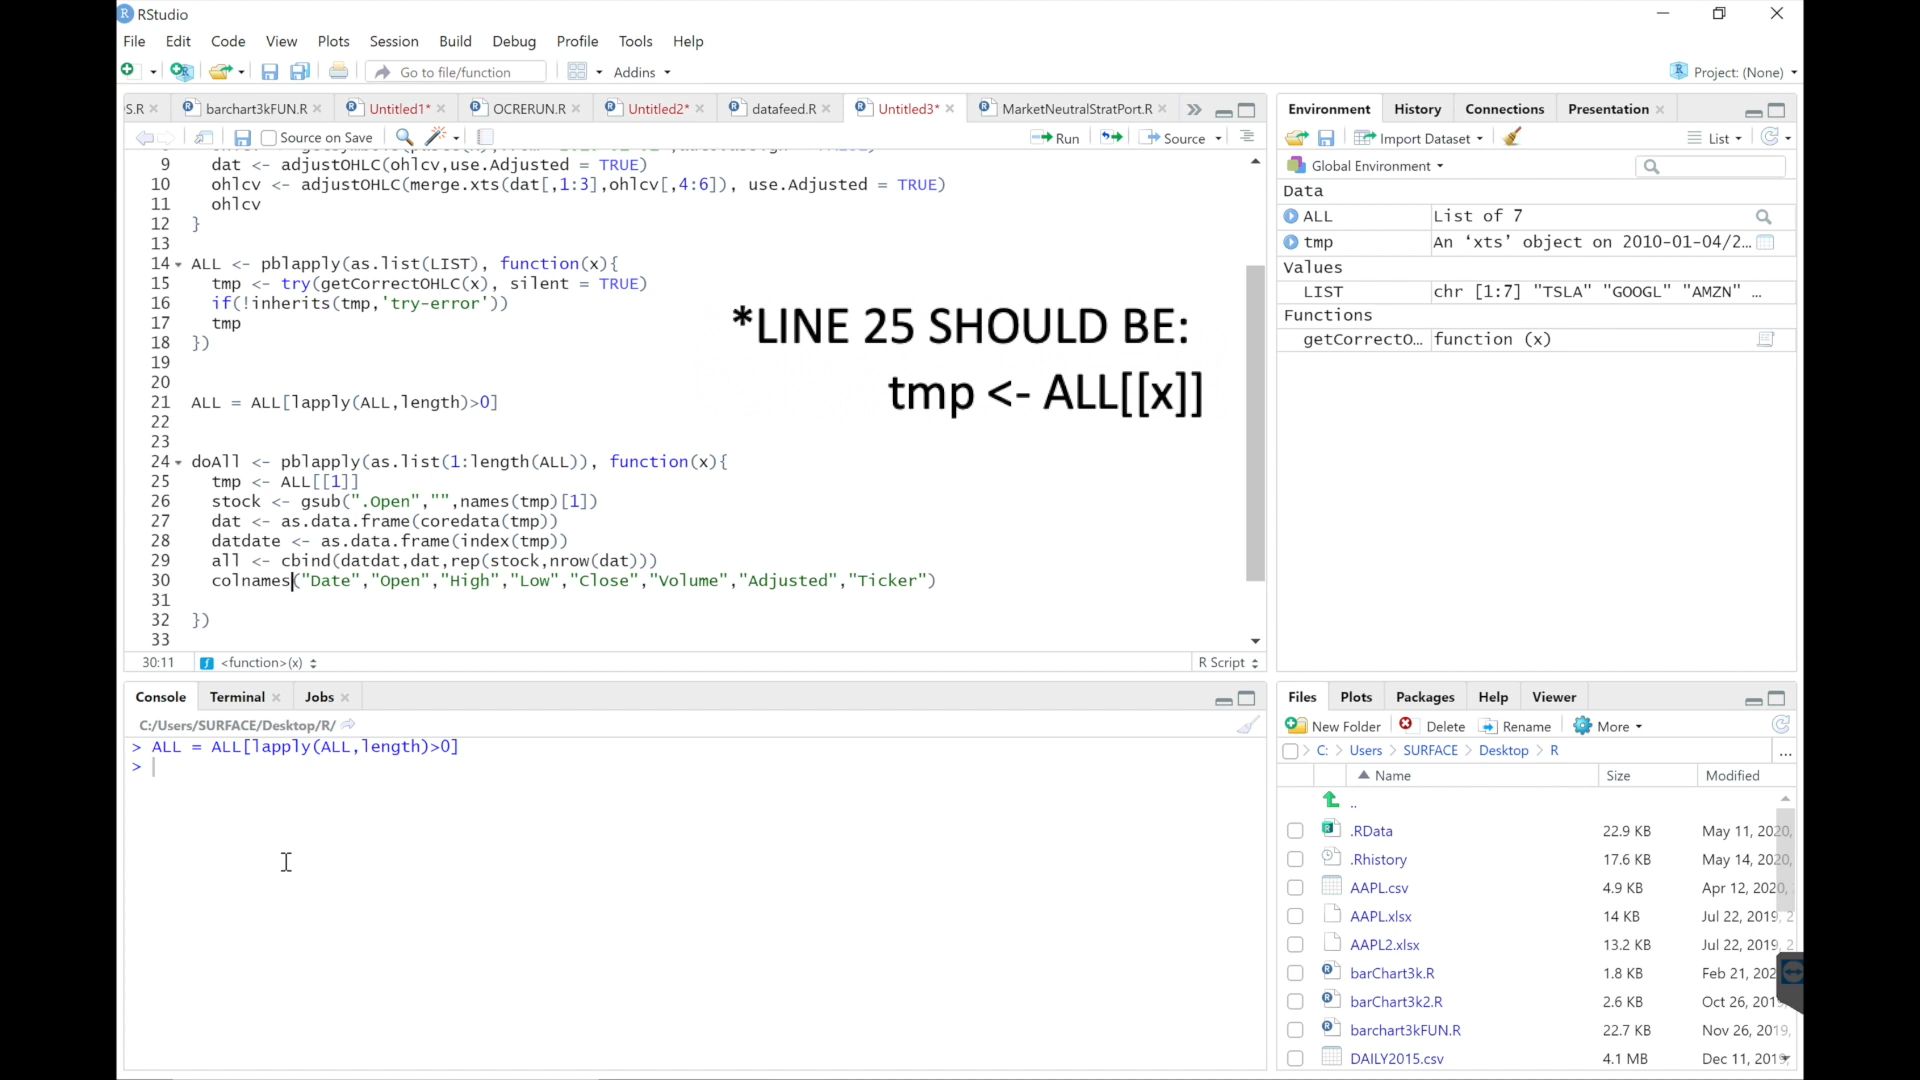 RStudio
File Edit Code View Plots Session Build Debug Profile Tools Help
Go to file/function Addins Project: (None)
S.R barchart3kFUN.R Untitled1* OCRERUN.R Untitled2* datafeed.R Untitled3* MarketNeutralStratPort.R
Source on Save Run Source
9 dat <- adjustOHLC(ohlcv,use.Adjusted = TRUE)
10 ohlcv <- adjustOHLC(merge.xts(dat[,1:3],ohlcv[,4:6]), use.Adjusted = TRUE)
11 ohlcv
12 }
13
14 ALL <- pblapply(as.list(LIST), function(x){
15 tmp <- try(getCorrectOHLC(x), silent = TRUE)
16 if(!inherits(tmp,'try-error'))
17 tmp
18 })
19
20
21 ALL = ALL[lapply(ALL,length)>0]
22
23
24 doAll <- pblapply(as.list(1:length(ALL)), function(x){
25 tmp <- ALL[[1]]
26 stock <- gsub(".Open","",names(tmp)[1])
27 dat <- as.data.frame(coredata(tmp))
28 datdate <- as.data.frame(index(tmp))
29 all <- cbind(datdat,dat,rep(stock,nrow(dat)))
30 colnames("Date","Open","High","Low","Close","Volume","Adjusted","Ticker")
31
32 })
33
*LINE 25 SHOULD BE:
tmp <- ALL[[x]]
30:11 <function>(x) R Script
Console Terminal Jobs
C:/Users/SURFACE/Desktop/R/
> ALL = ALL[lapply(ALL,length)>0]
>
Environment History Connections Presentation
Import Dataset List
Global Environment
Data
ALL List of 7
tmp An ‘xts’ object on 2010-01-04/2...
Values
LIST chr [1:7] "TSLA" "GOOGL" "AMZN" ...
Functions
getCorrectO... function (x)
Files Plots Packages Help Viewer
New Folder Delete Rename More
C: Users SURFACE Desktop R ...
Name Size Modified
..
.RData 22.9 KB May 11, 2020,
.Rhistory 17.6 KB May 14, 2020,
AAPL.csv 4.9 KB Apr 12, 2020,
AAPL.xlsx 14 KB Jul 22, 2019, 2
AAPL2.xlsx 13.2 KB Jul 22, 2019, 2
barChart3k.R 1.8 KB Feb 21, 202
barChart3k2.R 2.6 KB Oct 26, 201
barchart3kFUN.R 22.7 KB Nov 26, 2019,
DAILY2015.csv 4.1 MB Dec 11, 2019